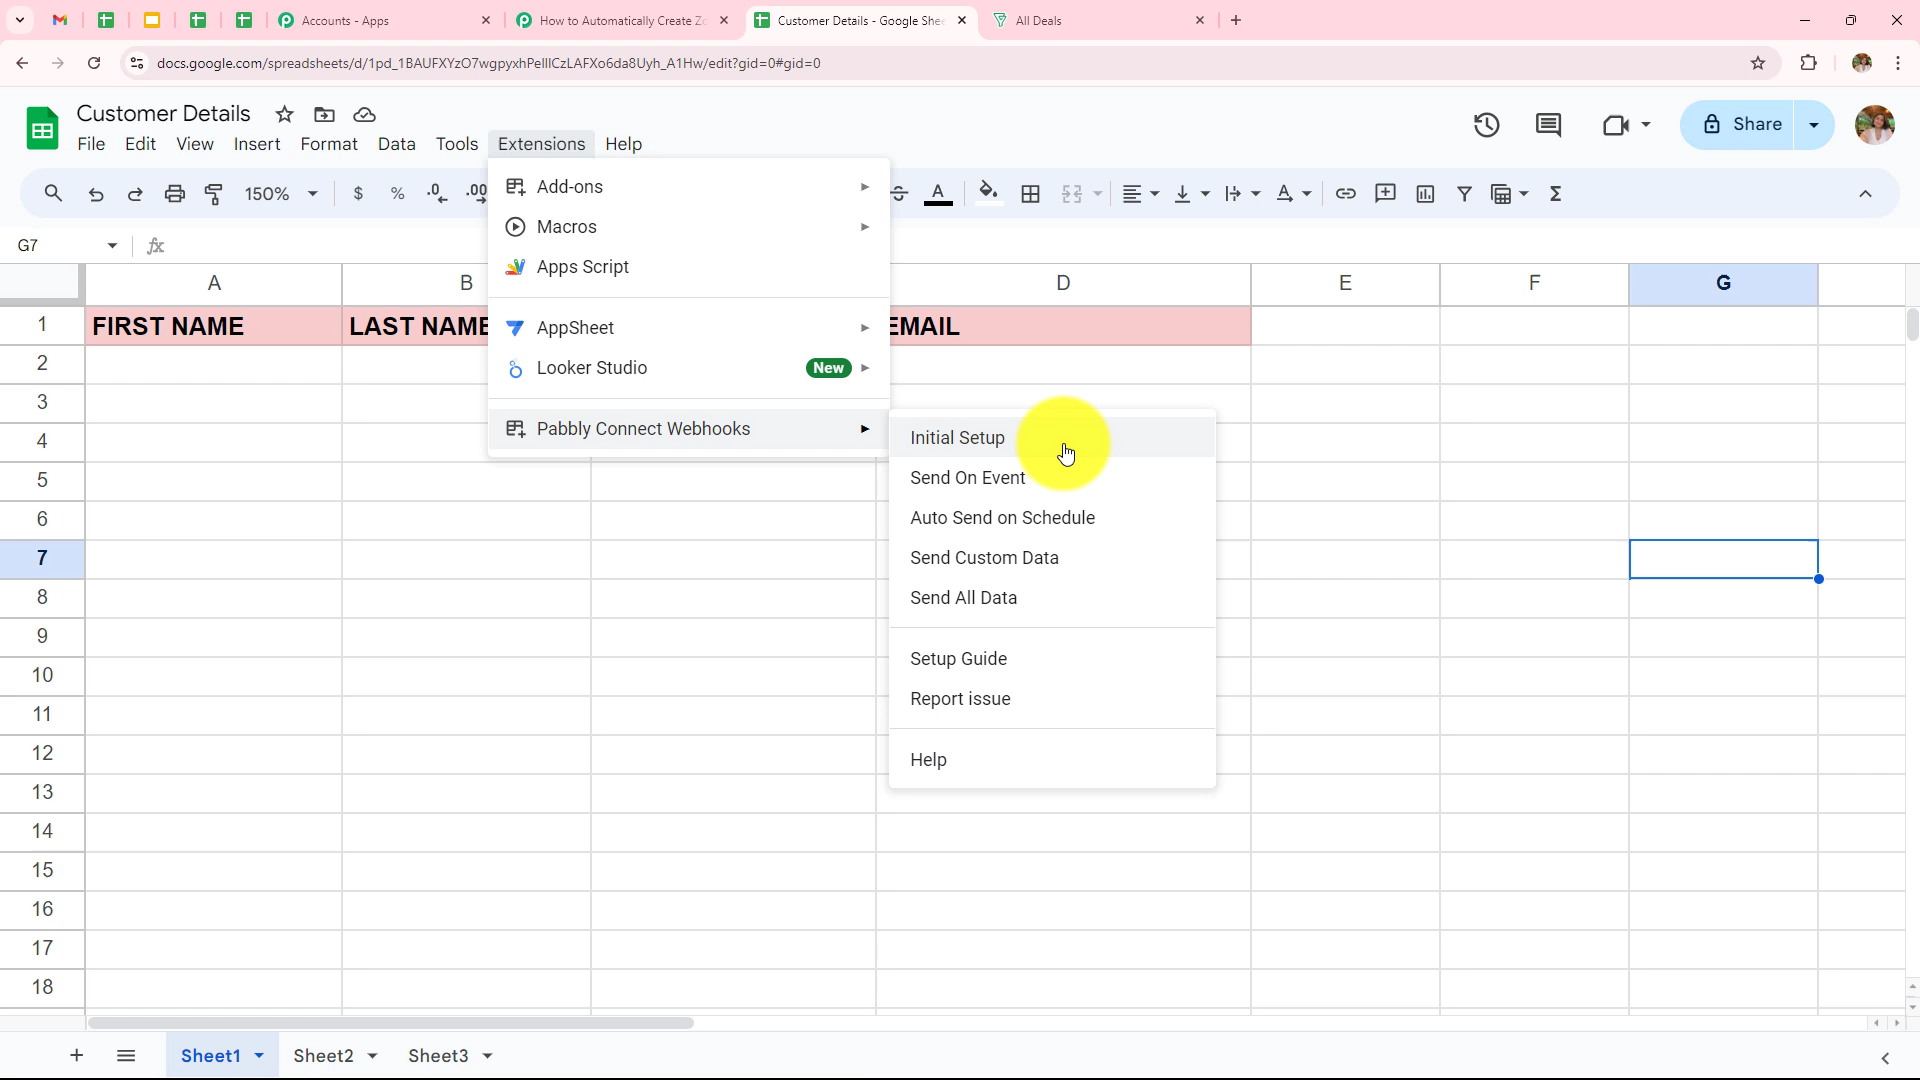 Accounts - Apps
How to Automatically Create Zo
Customer Details - Google She
All Deals
docs.google.com/spreadsheets/d/1pd_1BAUFXYzO7wgpyxhPelllCzLAFXo6da8Uyh_A1Hw/edit?gid=0#gid=0
Customer Details
File Edit View Insert Format Data Tools Extensions Help
Share
150% $ % .0 .00
G7
Add-ons
Macros
Apps Script
AppSheet
Looker Studio New
Pabbly Connect Webhooks
Initial Setup
Send On Event
Auto Send on Schedule
Send Custom Data
Send All Data
Setup Guide
Report issue
Help
A B D E F G
1 FIRST NAME LAST NAME EMAIL
2
3
4
5
6
7
8
9
10
11
12
13
14
15
16
17
18
Sheet1 Sheet2 Sheet3